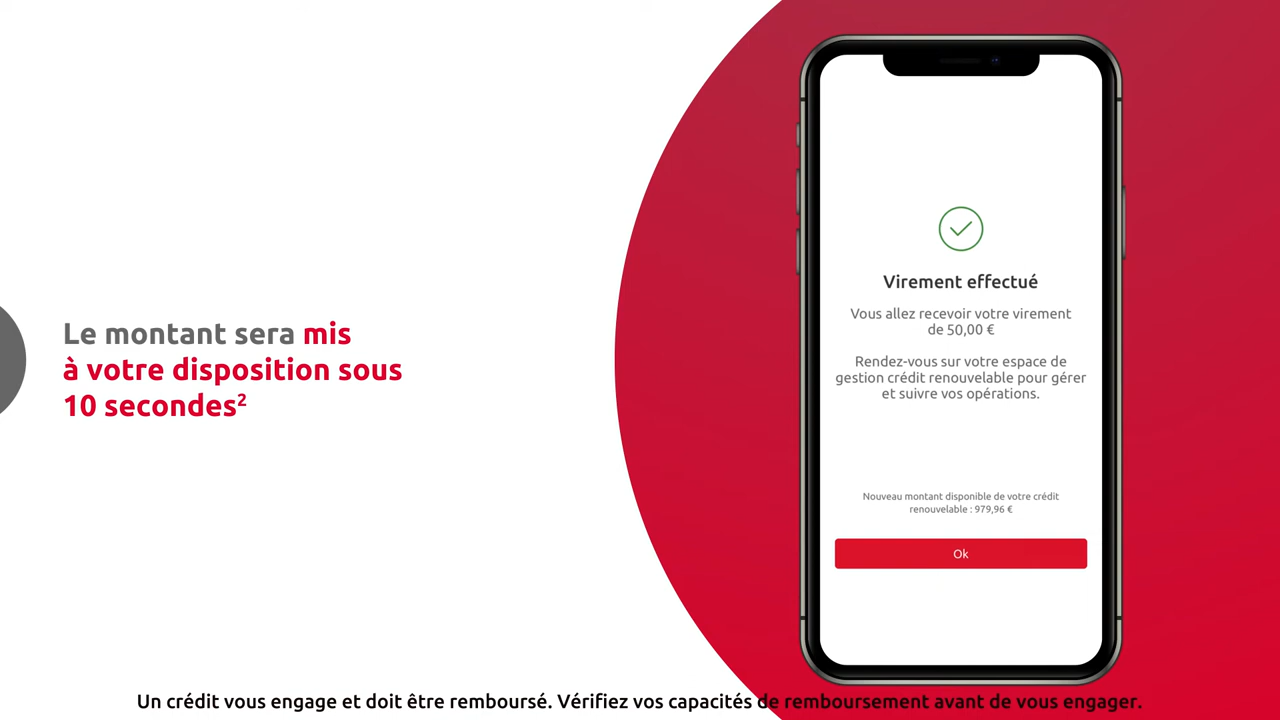 Le montant sera mis
à votre disposition sous
10 secondes²
Virement effectué
Vous allez recevoir votre virement
de 50,00 €
Rendez-vous sur votre espace de
gestion crédit renouvelable pour gérer
et suivre vos opérations.
Nouveau montant disponible de votre crédit
renouvelable : 979,96 €
Ok
Un crédit vous engage et doit être remboursé. Vérifiez vos capacités de remboursement avant de vous engager.